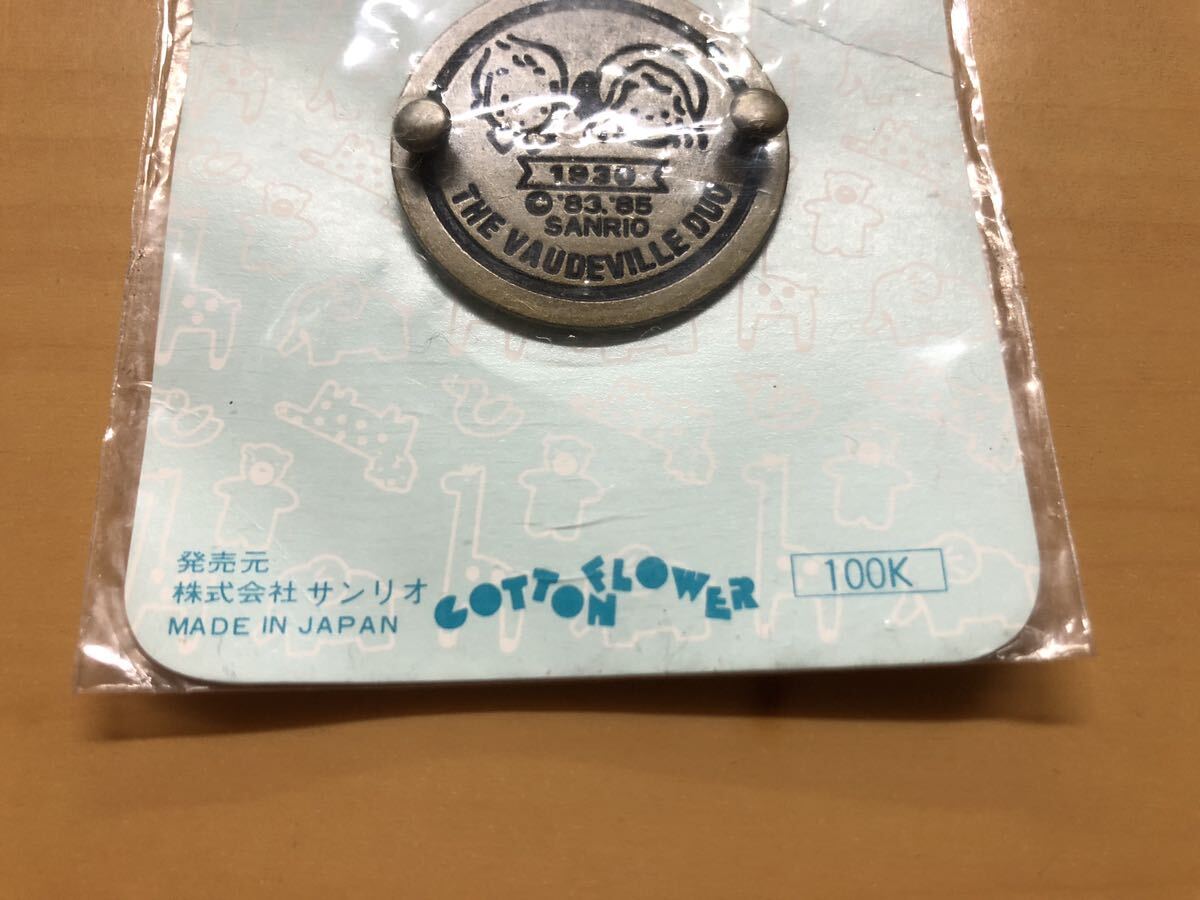 1930
© '83, '85
SANRIO
THE VAUDEVILLE DUO
発売元
株式会社 サンリオ
MADE IN JAPAN
COTTON FLOWER
100K